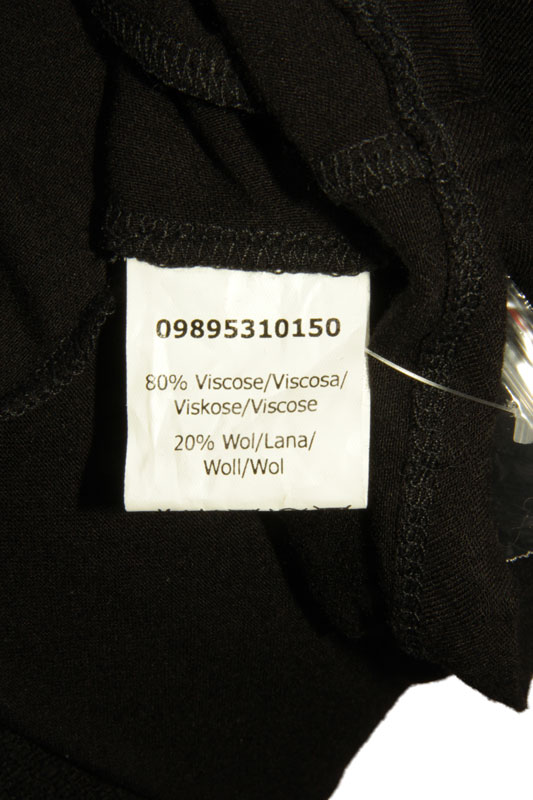 09895310150
80% Viscose/Viscosa/
Viskose/Viscose
20% Wol/Lana/
Woll/Wol